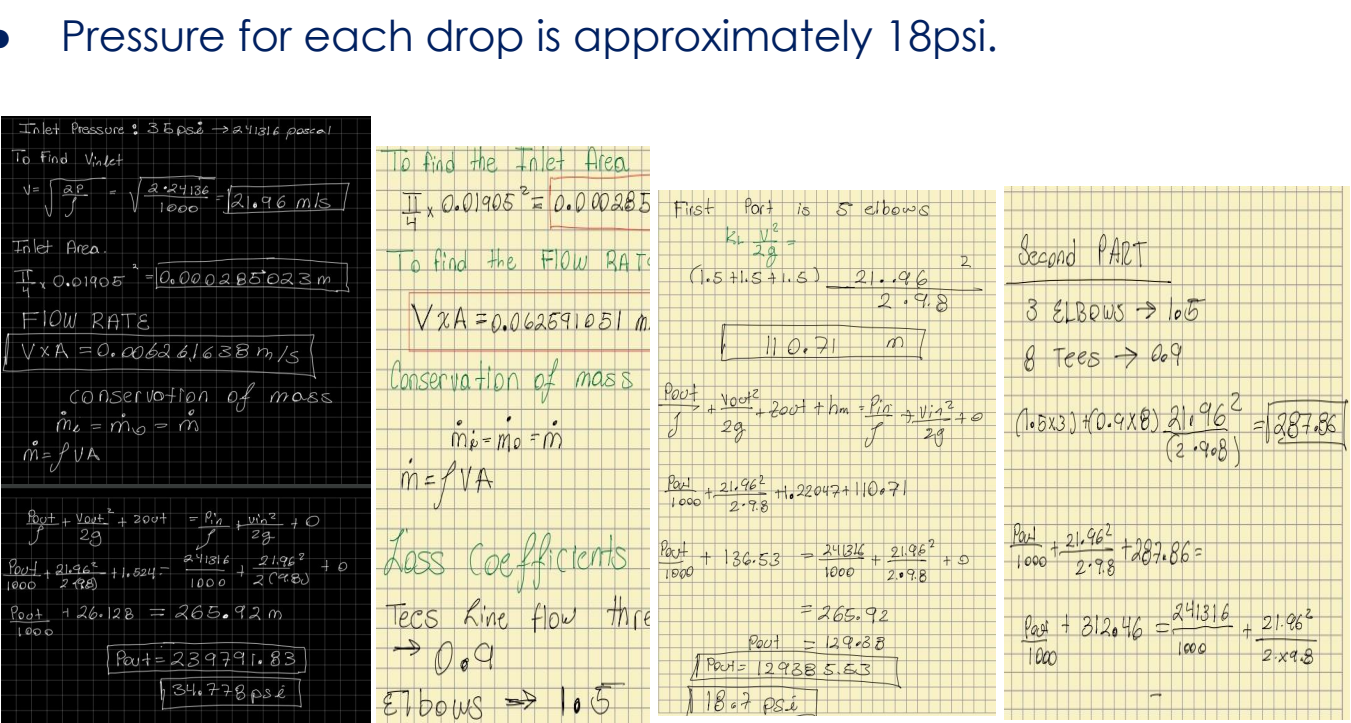 • Pressure for each drop is approximately 18psi.
Inlet Pressure : 35psi → 241316 pascal
To Find Vinlet
V= √(2P/ρ) = √(2·24136/1000) = 21.96 m/s
Inlet Area.
π/4 x 0.01905² = 0.000285023m
FLOW RATE
VxA = 0.006261638m/s
conservation of mass
ṁi = ṁo = ṁ
ṁ=ρVA
Pout/ρ + Vout²/2g + zout = Pin/ρ + vin²/2g + 0
Pout/1000 + 21.96²/2(9.8) + 1.524 = 241316/1000 + 21.96²/2(9.8) + 0
Pout/1000 + 26.128 = 265.92m
Pout= 239791.83
34.778psi
To find the Inlet Area
π/4 x 0.01905² = 0.000285
To find the FLOW RAT
VxA = 0.062591051 m
Conservation of mass
ṁi = ṁo = ṁ
ṁ=ρVA
Loss Coefficients
Tees Line flow thre
→ 0.9
Elbows ⇒ 1.5
First Part is 5 elbows
KL V²/2g =
(1.5+1.5+1.5) 21..96²/2.9.8
110.71 m
Pout/ρ + Vout²/2g + zout + hm = Pin/ρ + Vin²/2g + 0
Pout/1000 + 21.96²/2·9.8 + 1.22047 + 110.71
Pout/1000 + 136.53 = 241316/1000 + 21.96²/2.9.8 + 0
= 265.92
Pout = 129.38
Pout= 129385.53
18.7 psi
Second PART
3 ELBOWS → 1.5
8 Tees → 0.9
(1.5x3)+(0.9x8) 21.96²/(2·9.8) = 287.86
Pout/1000 + 21.96²/2·9.8 + 287.86 =
Pout/1000 + 312.46 = 241316/1000 + 21.96²/2.x9.8